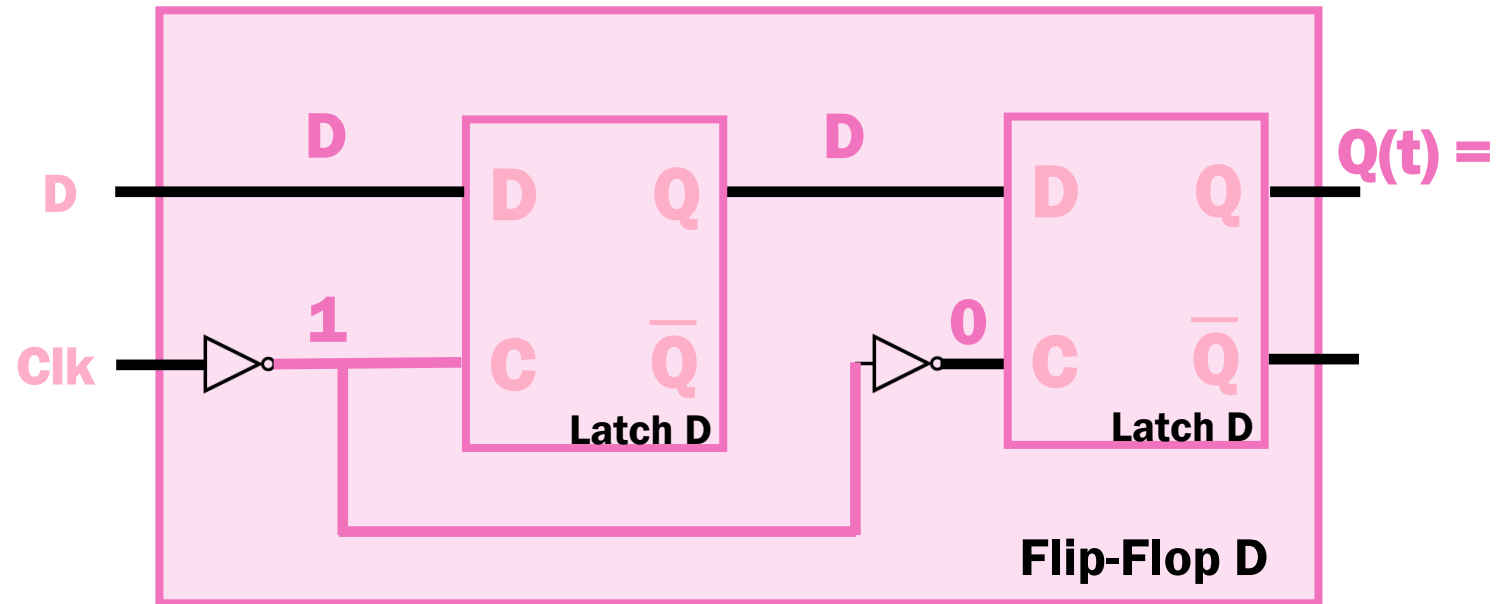 D D Q(t) =
D D Q D Q
1 0
Clk C Q̅ C Q̅
Latch D Latch D
Flip-Flop D